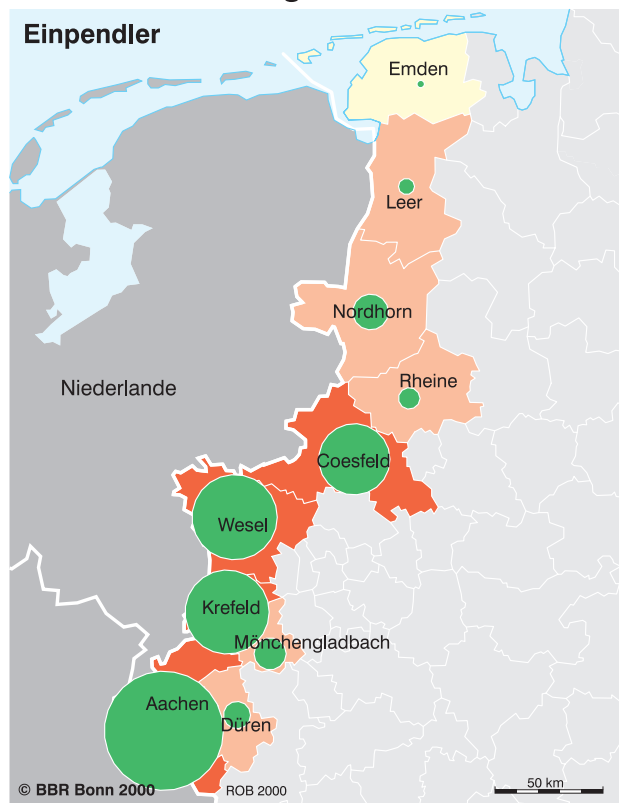 Einpendler
Emden
Leer
Nordhorn
Niederlande
Rheine
Coesfeld
Wesel
Krefeld
Mönchengladbach
Aachen
Düren
© BBR Bonn 2000
ROB 2000
50 km